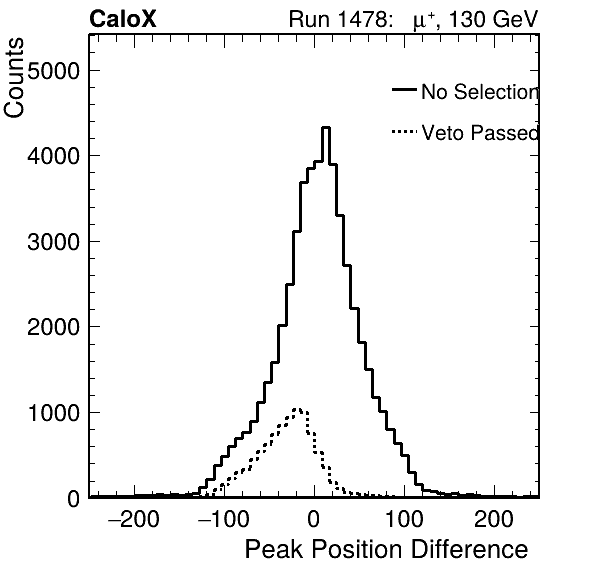 CaloX Run 1478: μ⁺, 130 GeV
Counts
5000
4000
3000
2000
1000
0
No Selection
Veto Passed
−200 −100 0 100 200
Peak Position Difference